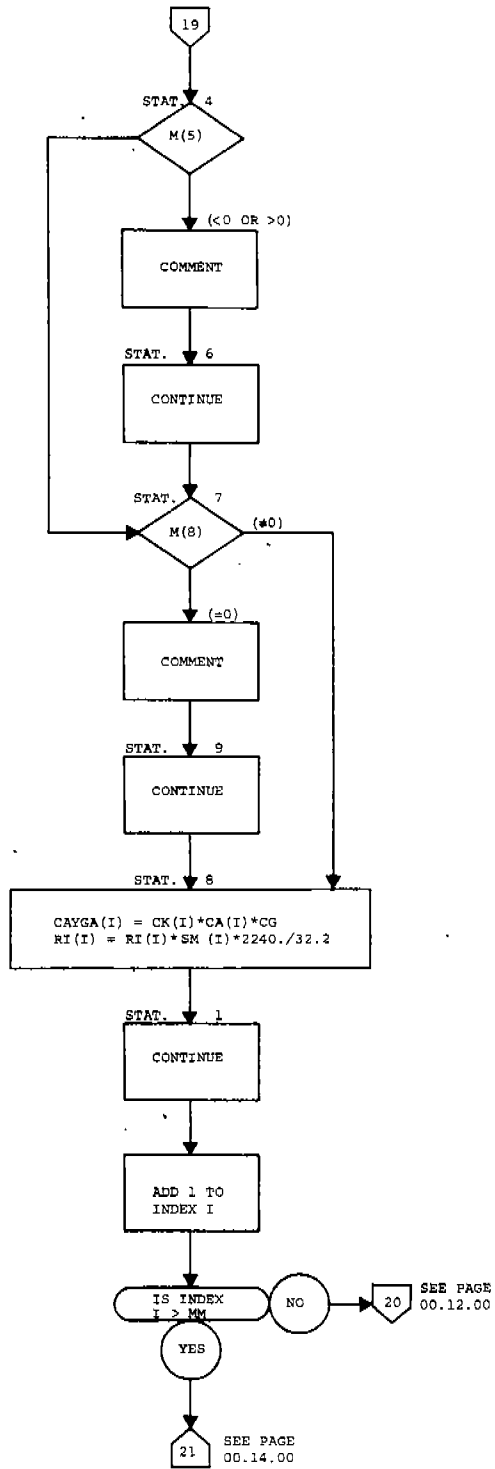 19
STAT. 4
M(5)
(<0 OR >0)
COMMENT
STAT. 6
CONTINUE
STAT. 7
M(8)
(≠0)
(=0)
COMMENT
STAT. 9
CONTINUE
STAT. 8
CAYGA(I) = CK(I)*CA(I)*CG
RI(I) = RI(I)*SM (I)*2240./32.2
STAT. 1
CONTINUE
ADD 1 TO
INDEX I
IS INDEX
I > MM
NO
20
SEE PAGE
00.12.00
YES
21
SEE PAGE
00.14.00